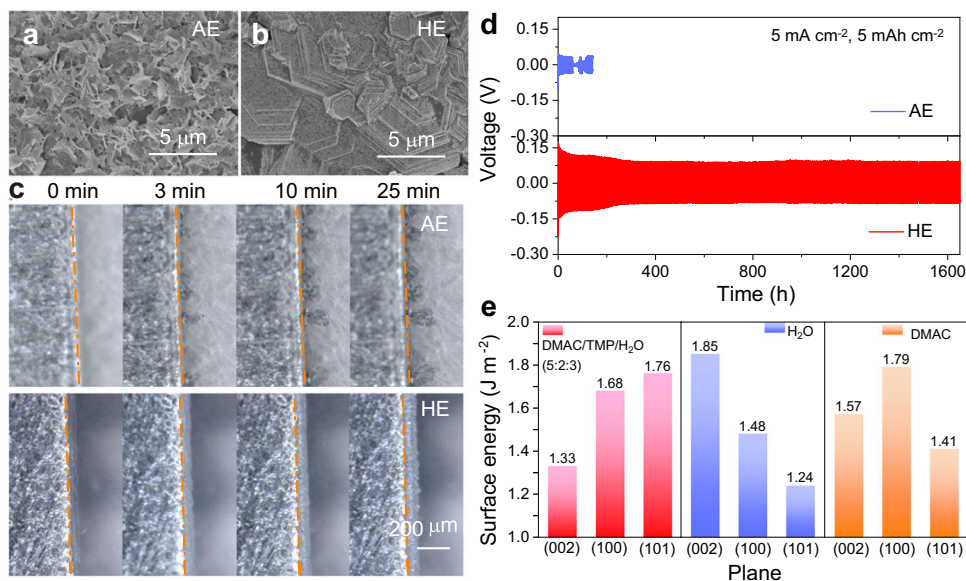 a
AE
5 μm
b
HE
5 μm
c
0 min
3 min
10 min
25 min
AE
HE
200 μm
d
5 mA cm-2, 5 mAh cm-2
0.15
0.00
-0.15
-0.30
AE
0.15
0.00
-0.15
-0.30
HE
Voltage (V)
0
400
800
1200
1600
Time (h)
e
2.0
1.8
1.6
1.4
1.2
1.0
Surface energy (J m-2)
DMAC/TMP/H2O
(5:2:3)
H2O
DMAC
1.33
1.68
1.76
1.85
1.48
1.24
1.57
1.79
1.41
(002)
(100)
(101)
(002)
(100)
(101)
(002)
(100)
(101)
Plane